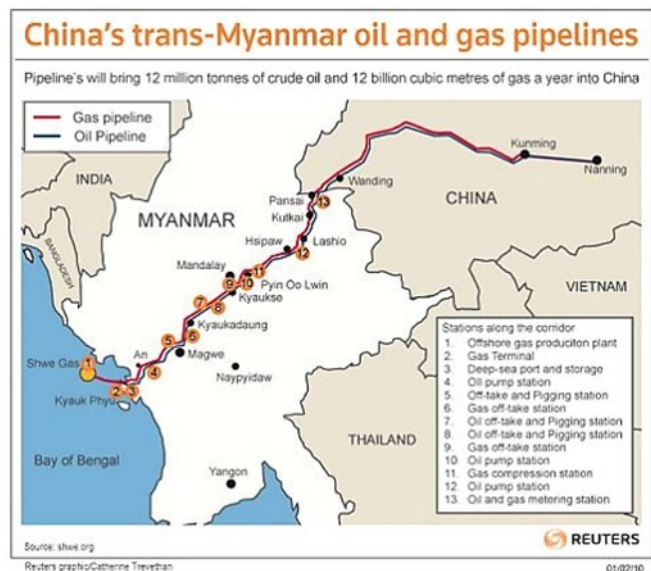 China's trans-Myanmar oil and gas pipelines
Pipeline's will bring 12 million tonnes of crude oil and 12 billion cubic metres of gas a year into China
Gas pipeline
Oil Pipeline
Kunming
Nanning
Wanding
INDIA
CHINA
Pansai
13
Kutkai
MYANMAR
Hsipaw
Lashio
12
BANGLADESH
Mandalay
11
9
10
Pyin Oo Lwin
7
8
Kyaukse
VIETNAM
Kyaukadaung
5
6
An
Magwe
Shwe Gas
1
4
Naypyidaw
2
3
Kyauk Phyu
THAILAND
Bay of Bengal
Yangon
Stations along the corridor
1. Offshore gas produciton plant
2. Gas Terminal
3. Deep-sea port and storage
4. Oll pump station
5. Off-take and Pigging station
6. Gas off-take station
7. Oil off-take and Pigging station
8. Oil off-take and Pigging station
9. Gas off-take station
10. Oil pump station
11. Gas compression station
12. Oil pump station
13. Oil and gas metering station
REUTERS
Source: shwe.org
Reuters graphic/Catherine Trevethan
01/02/10